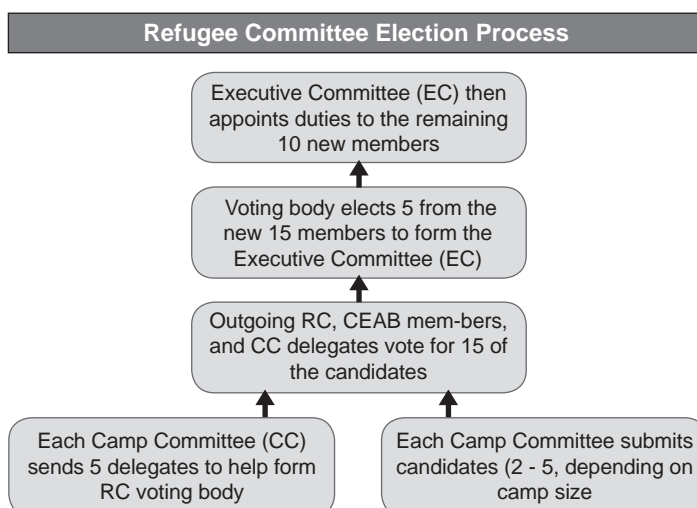 Refugee Committee Election Process
Executive Committee (EC) then
appoints duties to the remaining
10 new members
Voting body elects 5 from the
new 15 members to form the
Executive Committee (EC)
Outgoing RC, CEAB mem-bers,
and CC delegates vote for 15 of
the candidates
Each Camp Committee (CC)
sends 5 delegates to help form
RC voting body
Each Camp Committee submits
candidates (2 - 5, depending on
camp size